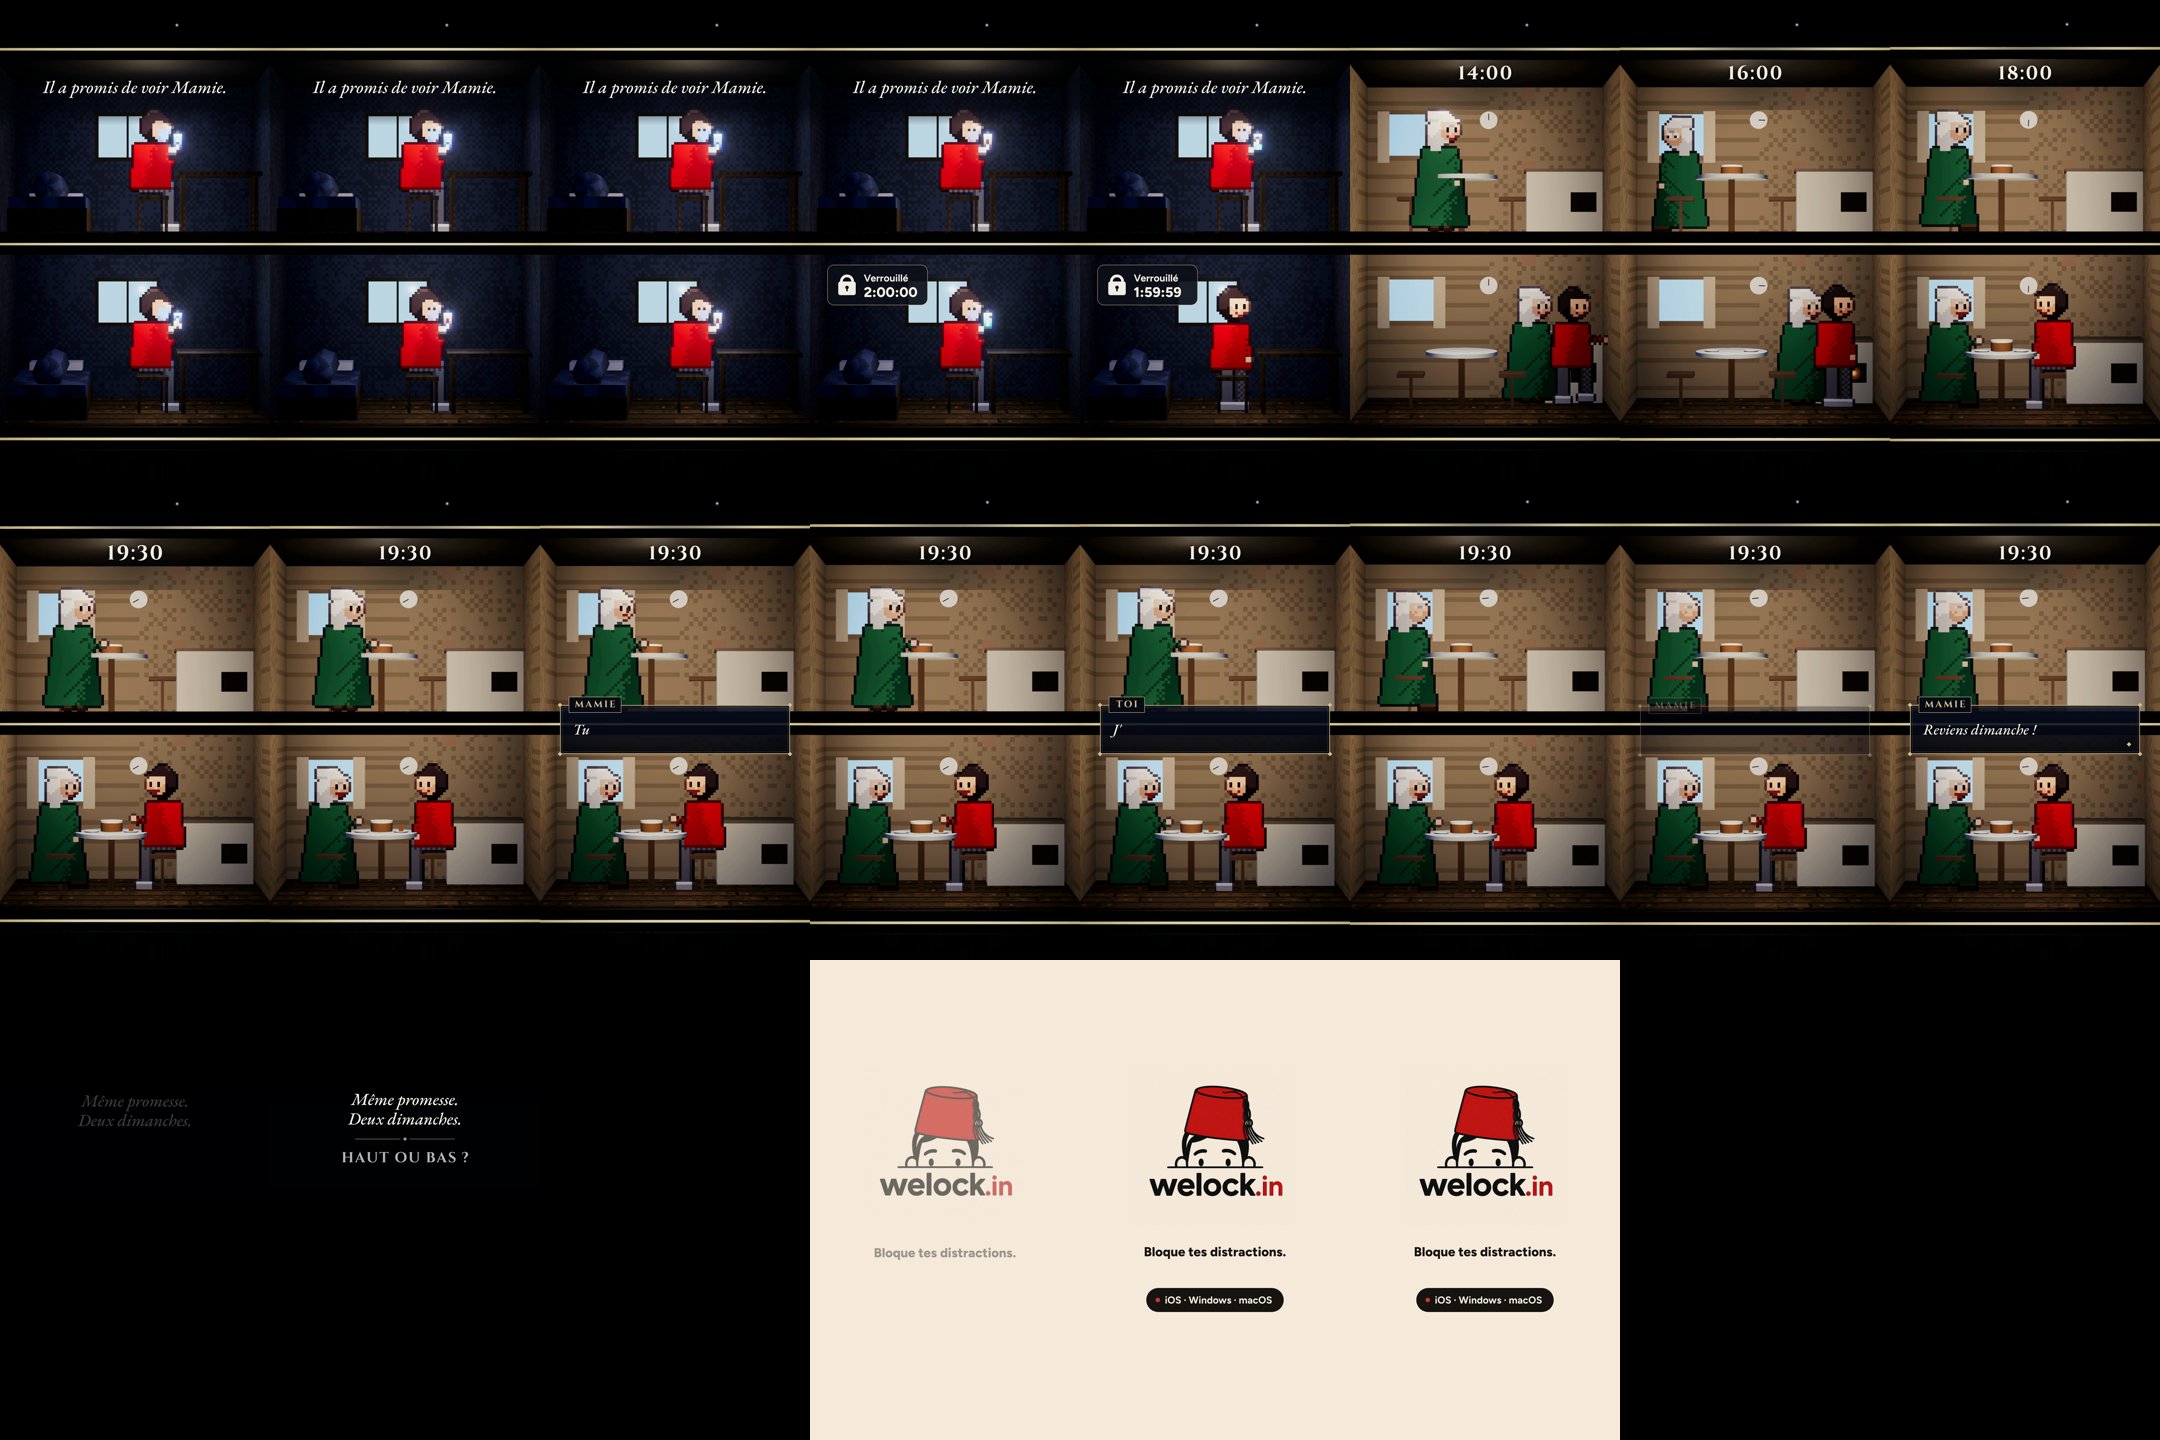 Il a promis de voir Mamie.
Il a promis de voir Mamie.
Il a promis de voir Mamie.
Il a promis de voir Mamie.
Il a promis de voir Mamie.
14:00
16:00
18:00
Verrouillé
2:00:00
Verrouillé
1:59:59
19:30
19:30
19:30
19:30
19:30
19:30
19:30
19:30
MAMIE
Tu
TOI
J'
MAMIE
MAMIE
Reviens dimanche !
Même promesse.
Deux dimanches.
Même promesse.
Deux dimanches.
HAUT OU BAS ?
welock.in
Bloque tes distractions.
welock.in
Bloque tes distractions.
iOS · Windows · macOS
welock.in
Bloque tes distractions.
iOS · Windows · macOS